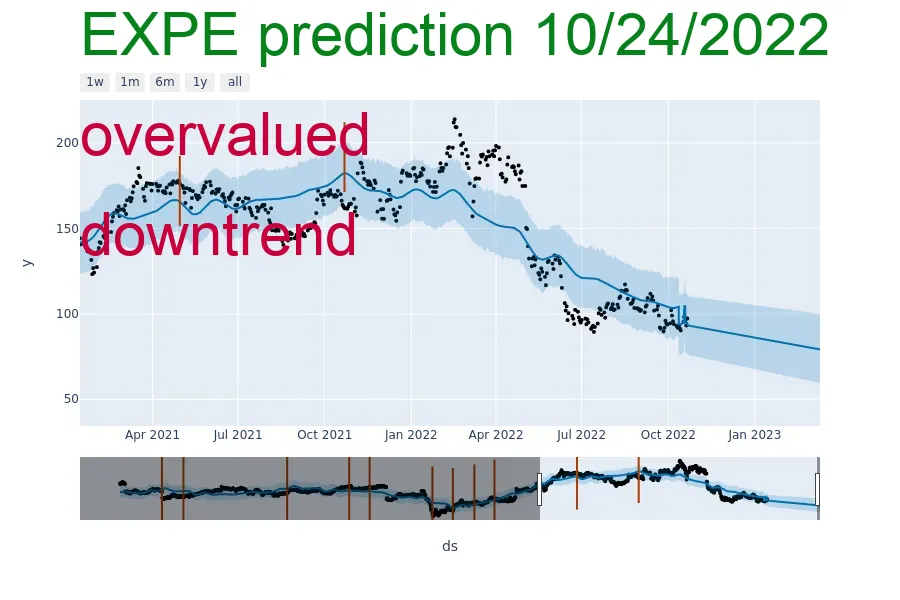 EXPE prediction 10/24/2022
1w 1m 6m 1y all
overvalued
200
downtrend
150
y
100
50
Apr 2021 Jul 2021 Oct 2021 Jan 2022 Apr 2022 Jul 2022 Oct 2022 Jan 2023
ds